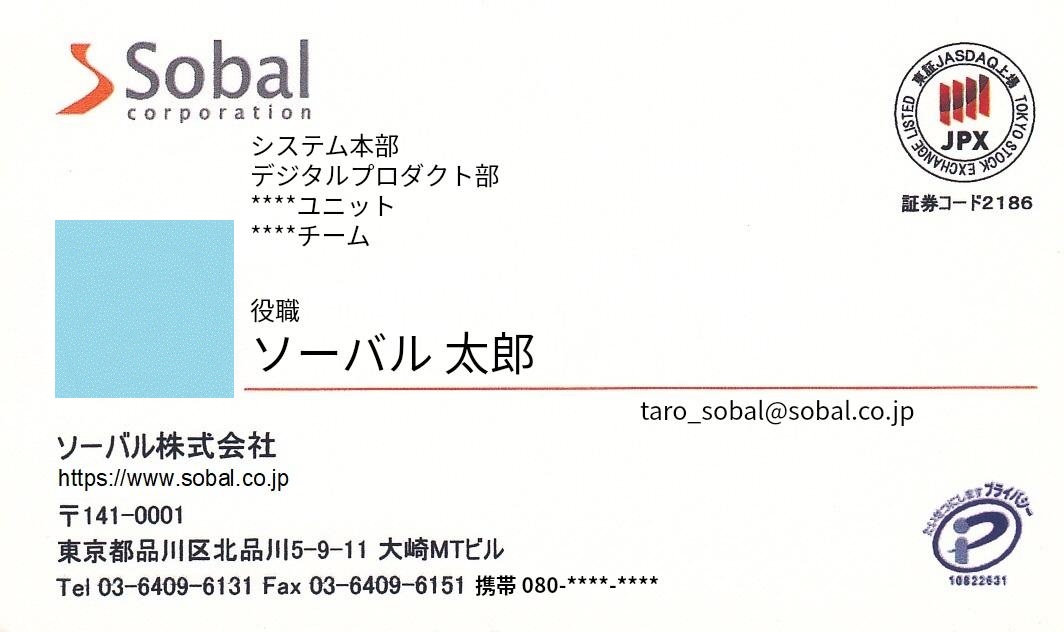 Sobal
corporation
東証JASDAQ上場
TOKYO STOCK EXCHANGE LISTED
JPX
証券コード2186
システム本部
デジタルプロダクト部
****ユニット
****チーム
役職
ソーバル 太郎
taro_sobal@sobal.co.jp
ソーバル株式会社
https://www.sobal.co.jp
〒141-0001
東京都品川区北品川5-9-11 大崎MTビル
Tel 03-6409-6131 Fax 03-6409-6151 携帯 080-****-****
たいせつにします プライバシー
10822631